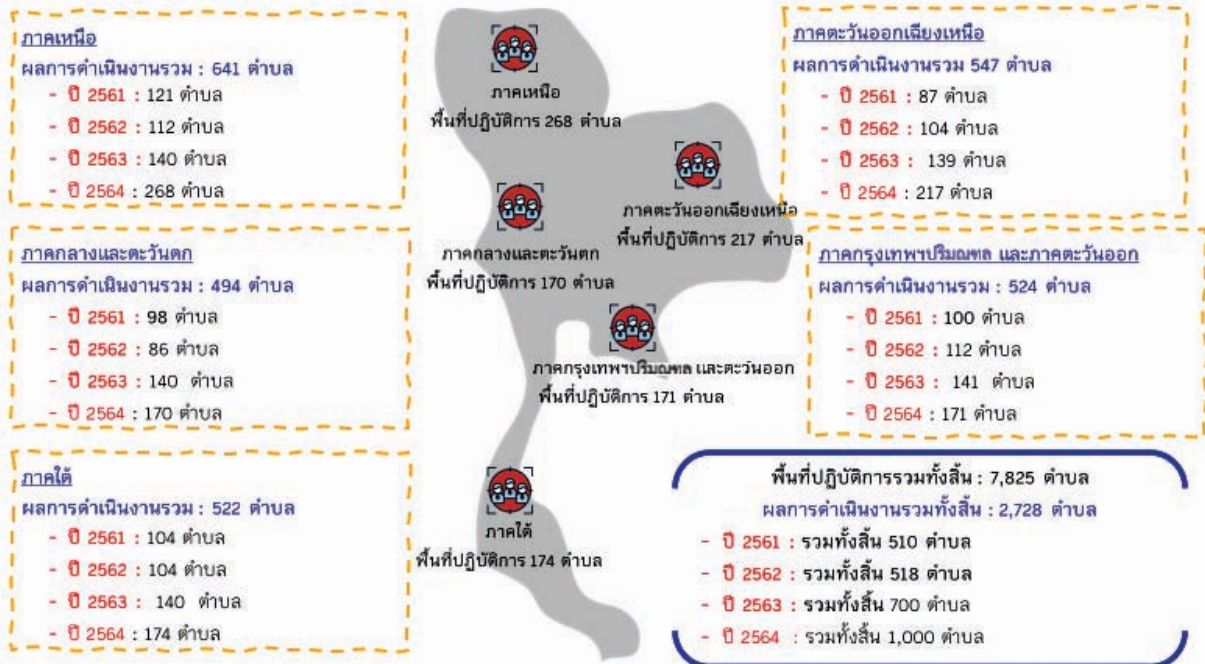 ภาคเหนือ
ผลการดำเนินงานรวม : 641 ตำบล
- ปี 2561 : 121 ตำบล
- ปี 2562 : 112 ตำบล
- ปี 2563 : 140 ตำบล
- ปี 2564 : 268 ตำบล
ภาคกลางและตะวันตก
ผลการดำเนินงานรวม : 494 ตำบล
- ปี 2561 : 98 ตำบล
- ปี 2562 : 86 ตำบล
- ปี 2563 : 140 ตำบล
- ปี 2564 : 170 ตำบล
ภาคใต้
ผลการดำเนินงานรวม : 522 ตำบล
- ปี 2561 : 104 ตำบล
- ปี 2562 : 104 ตำบล
- ปี 2563 : 140 ตำบล
- ปี 2564 : 174 ตำบล
ภาคเหนือ
พื้นที่ปฏิบัติการ 268 ตำบล
ภาคตะวันออกเฉียงเหนือ
พื้นที่ปฏิบัติการ 217 ตำบล
ภาคกลางและตะวันตก
พื้นที่ปฏิบัติการ 170 ตำบล
ภาคกรุงเทพฯปริมณฑล และตะวันออก
พื้นที่ปฏิบัติการ 171 ตำบล
ภาคใต้
พื้นที่ปฏิบัติการ 174 ตำบล
ภาคตะวันออกเฉียงเหนือ
ผลการดำเนินงานรวม 547 ตำบล
- ปี 2561 : 87 ตำบล
- ปี 2562 : 104 ตำบล
- ปี 2563 : 139 ตำบล
- ปี 2564 : 217 ตำบล
ภาคกรุงเทพฯปริมณฑล และภาคตะวันออก
ผลการดำเนินงานรวม : 524 ตำบล
- ปี 2561 : 100 ตำบล
- ปี 2562 : 112 ตำบล
- ปี 2563 : 141 ตำบล
- ปี 2564 : 171 ตำบล
พื้นที่ปฏิบัติการรวมทั้งสิ้น : 7,825 ตำบล
ผลการดำเนินงานรวมทั้งสิ้น : 2,728 ตำบล
- ปี 2561 : รวมทั้งสิ้น 510 ตำบล
- ปี 2562 : รวมทั้งสิ้น 518 ตำบล
- ปี 2563 : รวมทั้งสิ้น 700 ตำบล
- ปี 2564 : รวมทั้งสิ้น 1,000 ตำบล